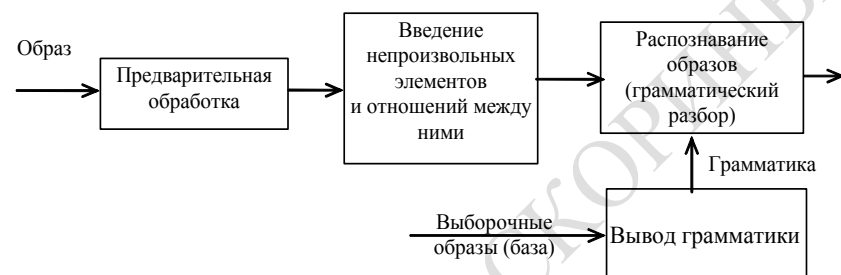 Образ
Предварительная
обработка
Введение
непроизвольных
элементов
и отношений между
ними
Распознавание
образов
(грамматический
разбор)
Грамматика
Выборочные
образы (база)
Вывод грамматики
СКОРИНЫ